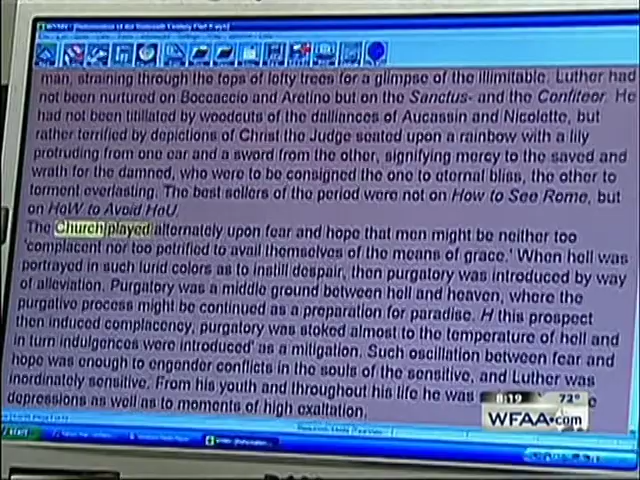 man, straining through the tops of lofty trees for a glimpse of the illimitable. Luther had
not been nurtured on Boccaccio and Aretino but on the Sanctus- and the Confiteor. He
had not been titillated by woodcuts of the dalliances of Aucassin and Nicolette, but
rather terrified by depictions of Christ the Judge seated upon a rainbow with a lily
protruding from one ear and a sword from the other, signifying mercy to the saved and
wrath for the damned, who were to be consigned the one to eternal bliss, the other to
torment everlasting. The best sellers of the period were not on How to See Rome, but
on HoW to Avoid HeU.
The Church played alternately upon fear and hope that men might be neither too
'complacent nor too petrified to avail themselves of the means of grace.' When hell was
portrayed in such lurid colors as to instill despair, then purgatory was introduced by way
of alleviation. Purgatory was a middle ground between hell and heaven, where the
purgative process might be continued as a preparation for paradise. H this prospect
then induced complacency, purgatory was stoked almost to the temperature of hell and
in turn indulgences were introduced' as a mitigation. Such oscillation between fear and
hope was enough to engender conflicts in the souls of the sensitive, and Luther was
inordinately sensitive. From his youth and throughout his life he was
depressions as well as to moments of high exaltation.
8:19 72°
WFAA.com